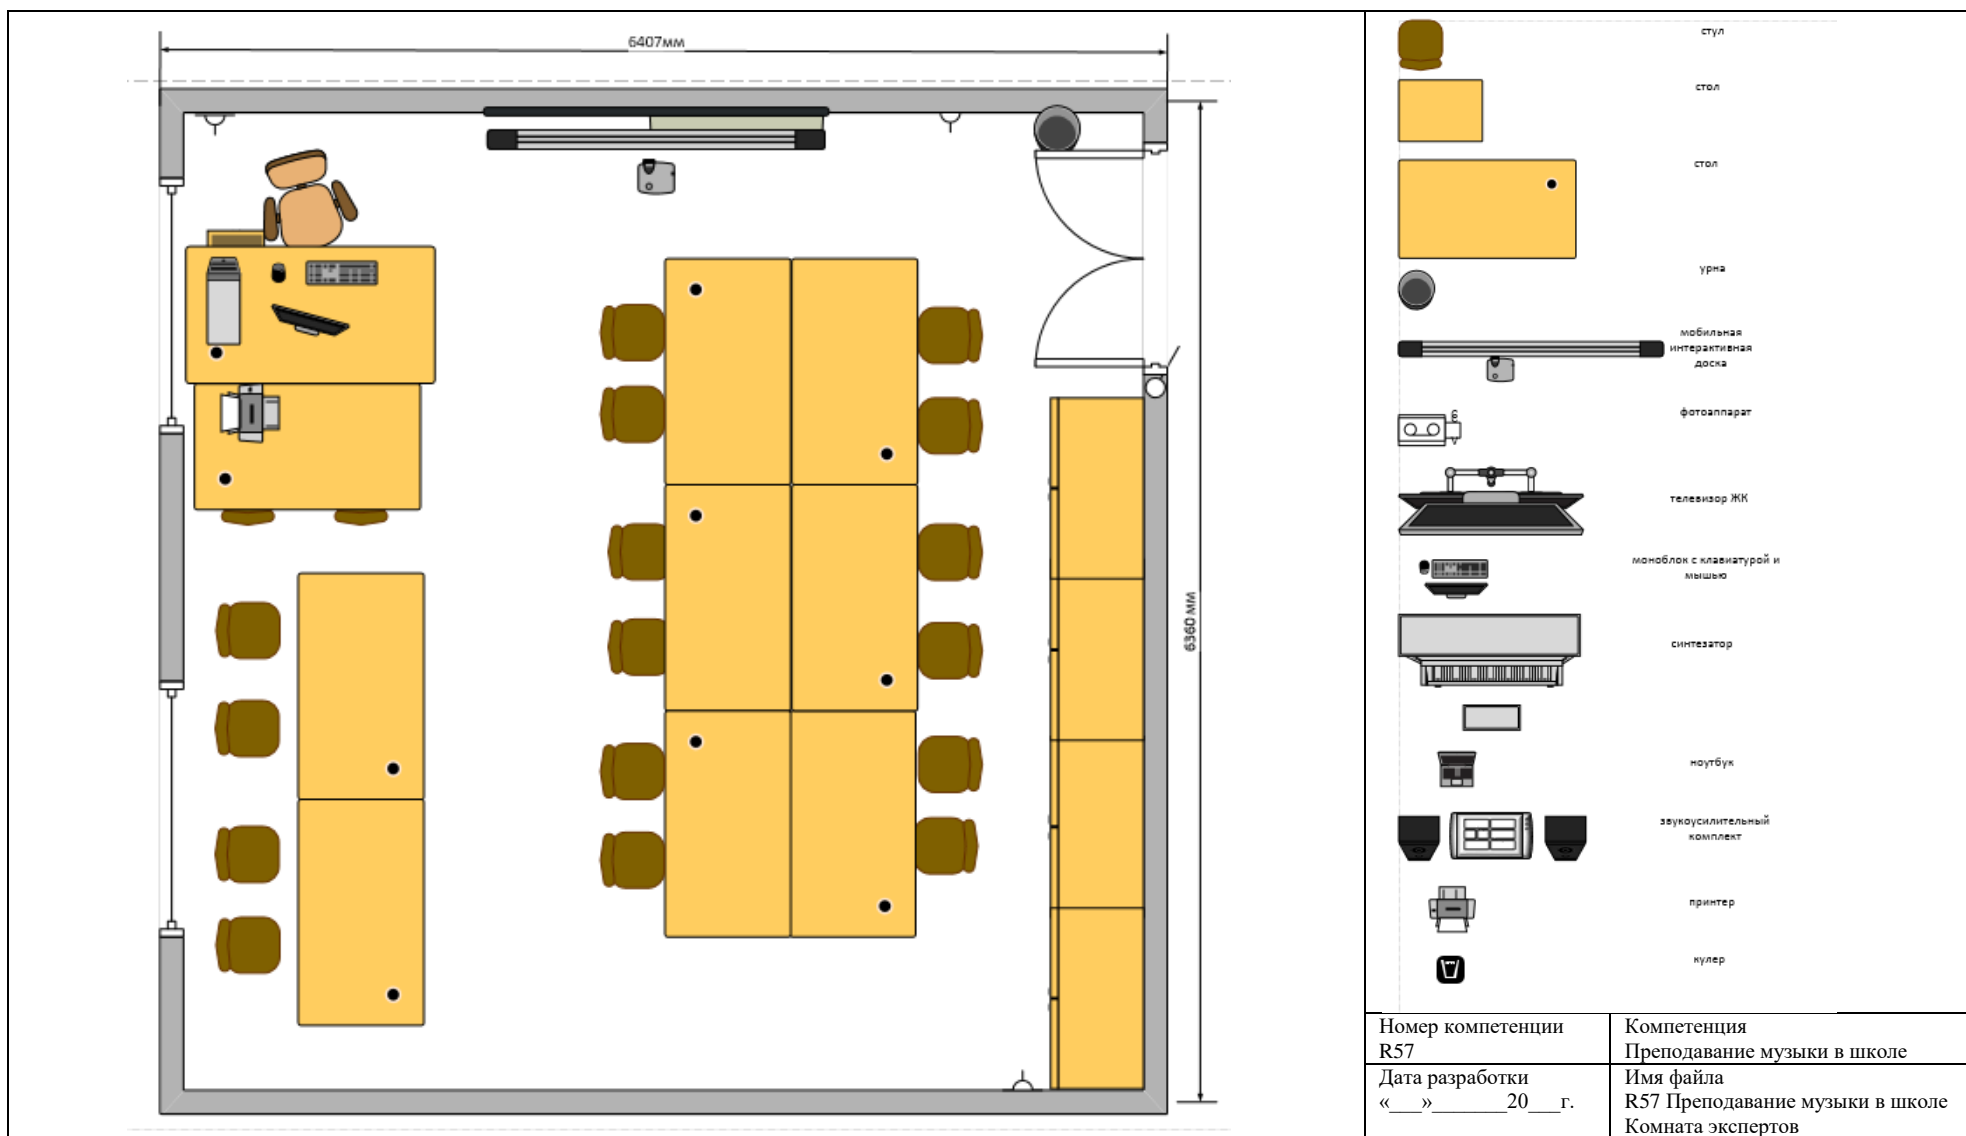 6407мм
6360 мм
стул
стол
стол
урна
мобильная
интерактивная
доска
фотоаппарат
телевизор ЖК
моноблок с клавиатурой и
мышью
синтезатор
ноутбук
звукоусилительный
комплект
принтер
кулер
Номер компетенции
R57
Компетенция
Преподавание музыки в школе
Дата разработки
«___»________20___г.
Имя файла
R57 Преподавание музыки в школе
Комната экспертов